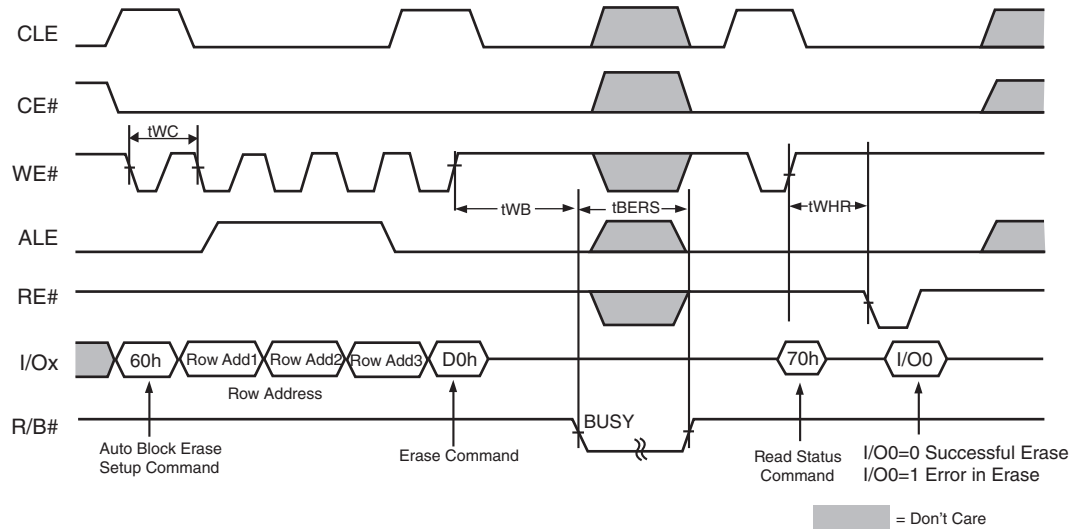 CLE
CE#
tWC
WE#
tWB
tBERS
tWHR
ALE
RE#
I/Ox
60h
Row Add1
Row Add2
Row Add3
D0h
70h
I/O0
Row Address
R/B#
BUSY
Auto Block Erase
Setup Command
Erase Command
Read Status
Command
I/O0=0 Successful Erase
I/O0=1 Error in Erase
= Don't Care